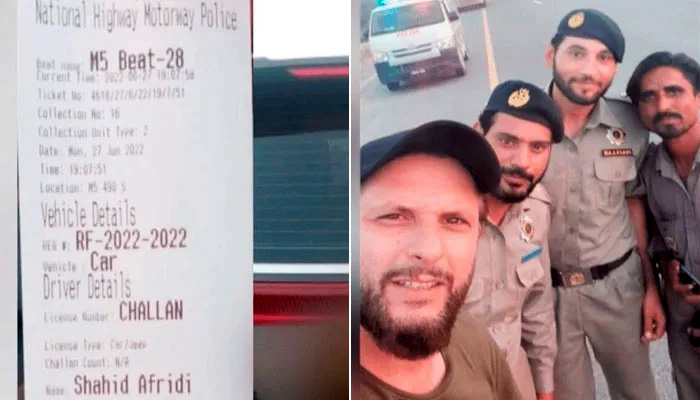 National Highway Motorway Police
Beat name: M5 Beat-28
Current Time: 2022-06-27 19:07:58
Ticket No: 4618/27/6/22/19/7/51
Collection No: 16
Collection Unit Type: 2
Date: Mon, 27 Jun 2022
Time: 19:07:51
Location: M5 490 S
Vehicle Details
REG #: RF-2022-2022
Vehicle : Car
Driver Details
License Number: CHALLAN
License Type: Car/Jeep
Challan Count: N/A
Name: Shahid Afridi